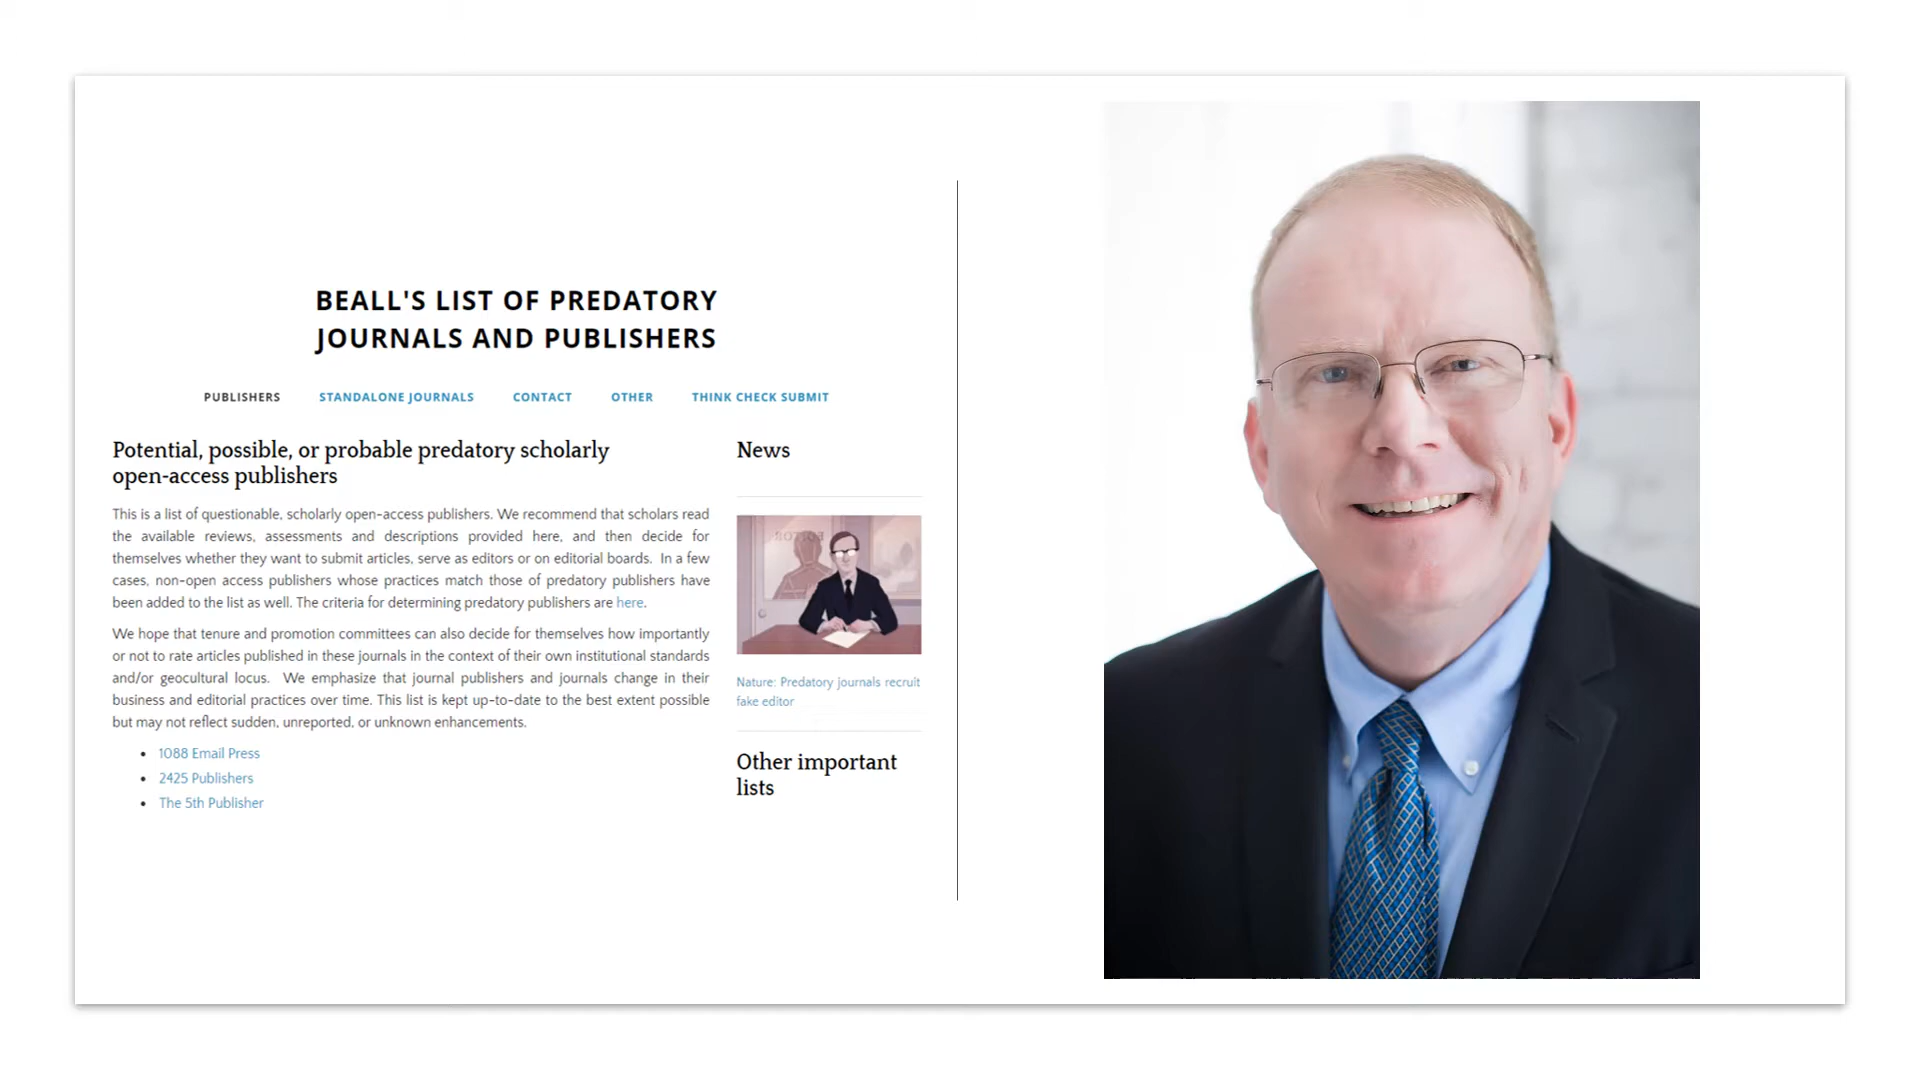 BEALL'S LIST OF PREDATORY
JOURNALS AND PUBLISHERS
PUBLISHERS STANDALONE JOURNALS CONTACT OTHER THINK CHECK SUBMIT
Potential, possible, or probable predatory scholarly
open-access publishers
This is a list of questionable, scholarly open-access publishers. We recommend that scholars read
the available reviews, assessments and descriptions provided here, and then decide for
themselves whether they want to submit articles, serve as editors or on editorial boards. In a few
cases, non-open access publishers whose practices match those of predatory publishers have
been added to the list as well. The criteria for determining predatory publishers are here.
We hope that tenure and promotion committees can also decide for themselves how importantly
or not to rate articles published in these journals in the context of their own institutional standards
and/or geocultural locus. We emphasize that journal publishers and journals change in their
business and editorial practices over time. This list is kept up-to-date to the best extent possible
but may not reflect sudden, unreported, or unknown enhancements.
• 1088 Email Press
• 2425 Publishers
• The 5th Publisher
News
EDITOR
Nature: Predatory journals recruit
fake editor
Other important
lists